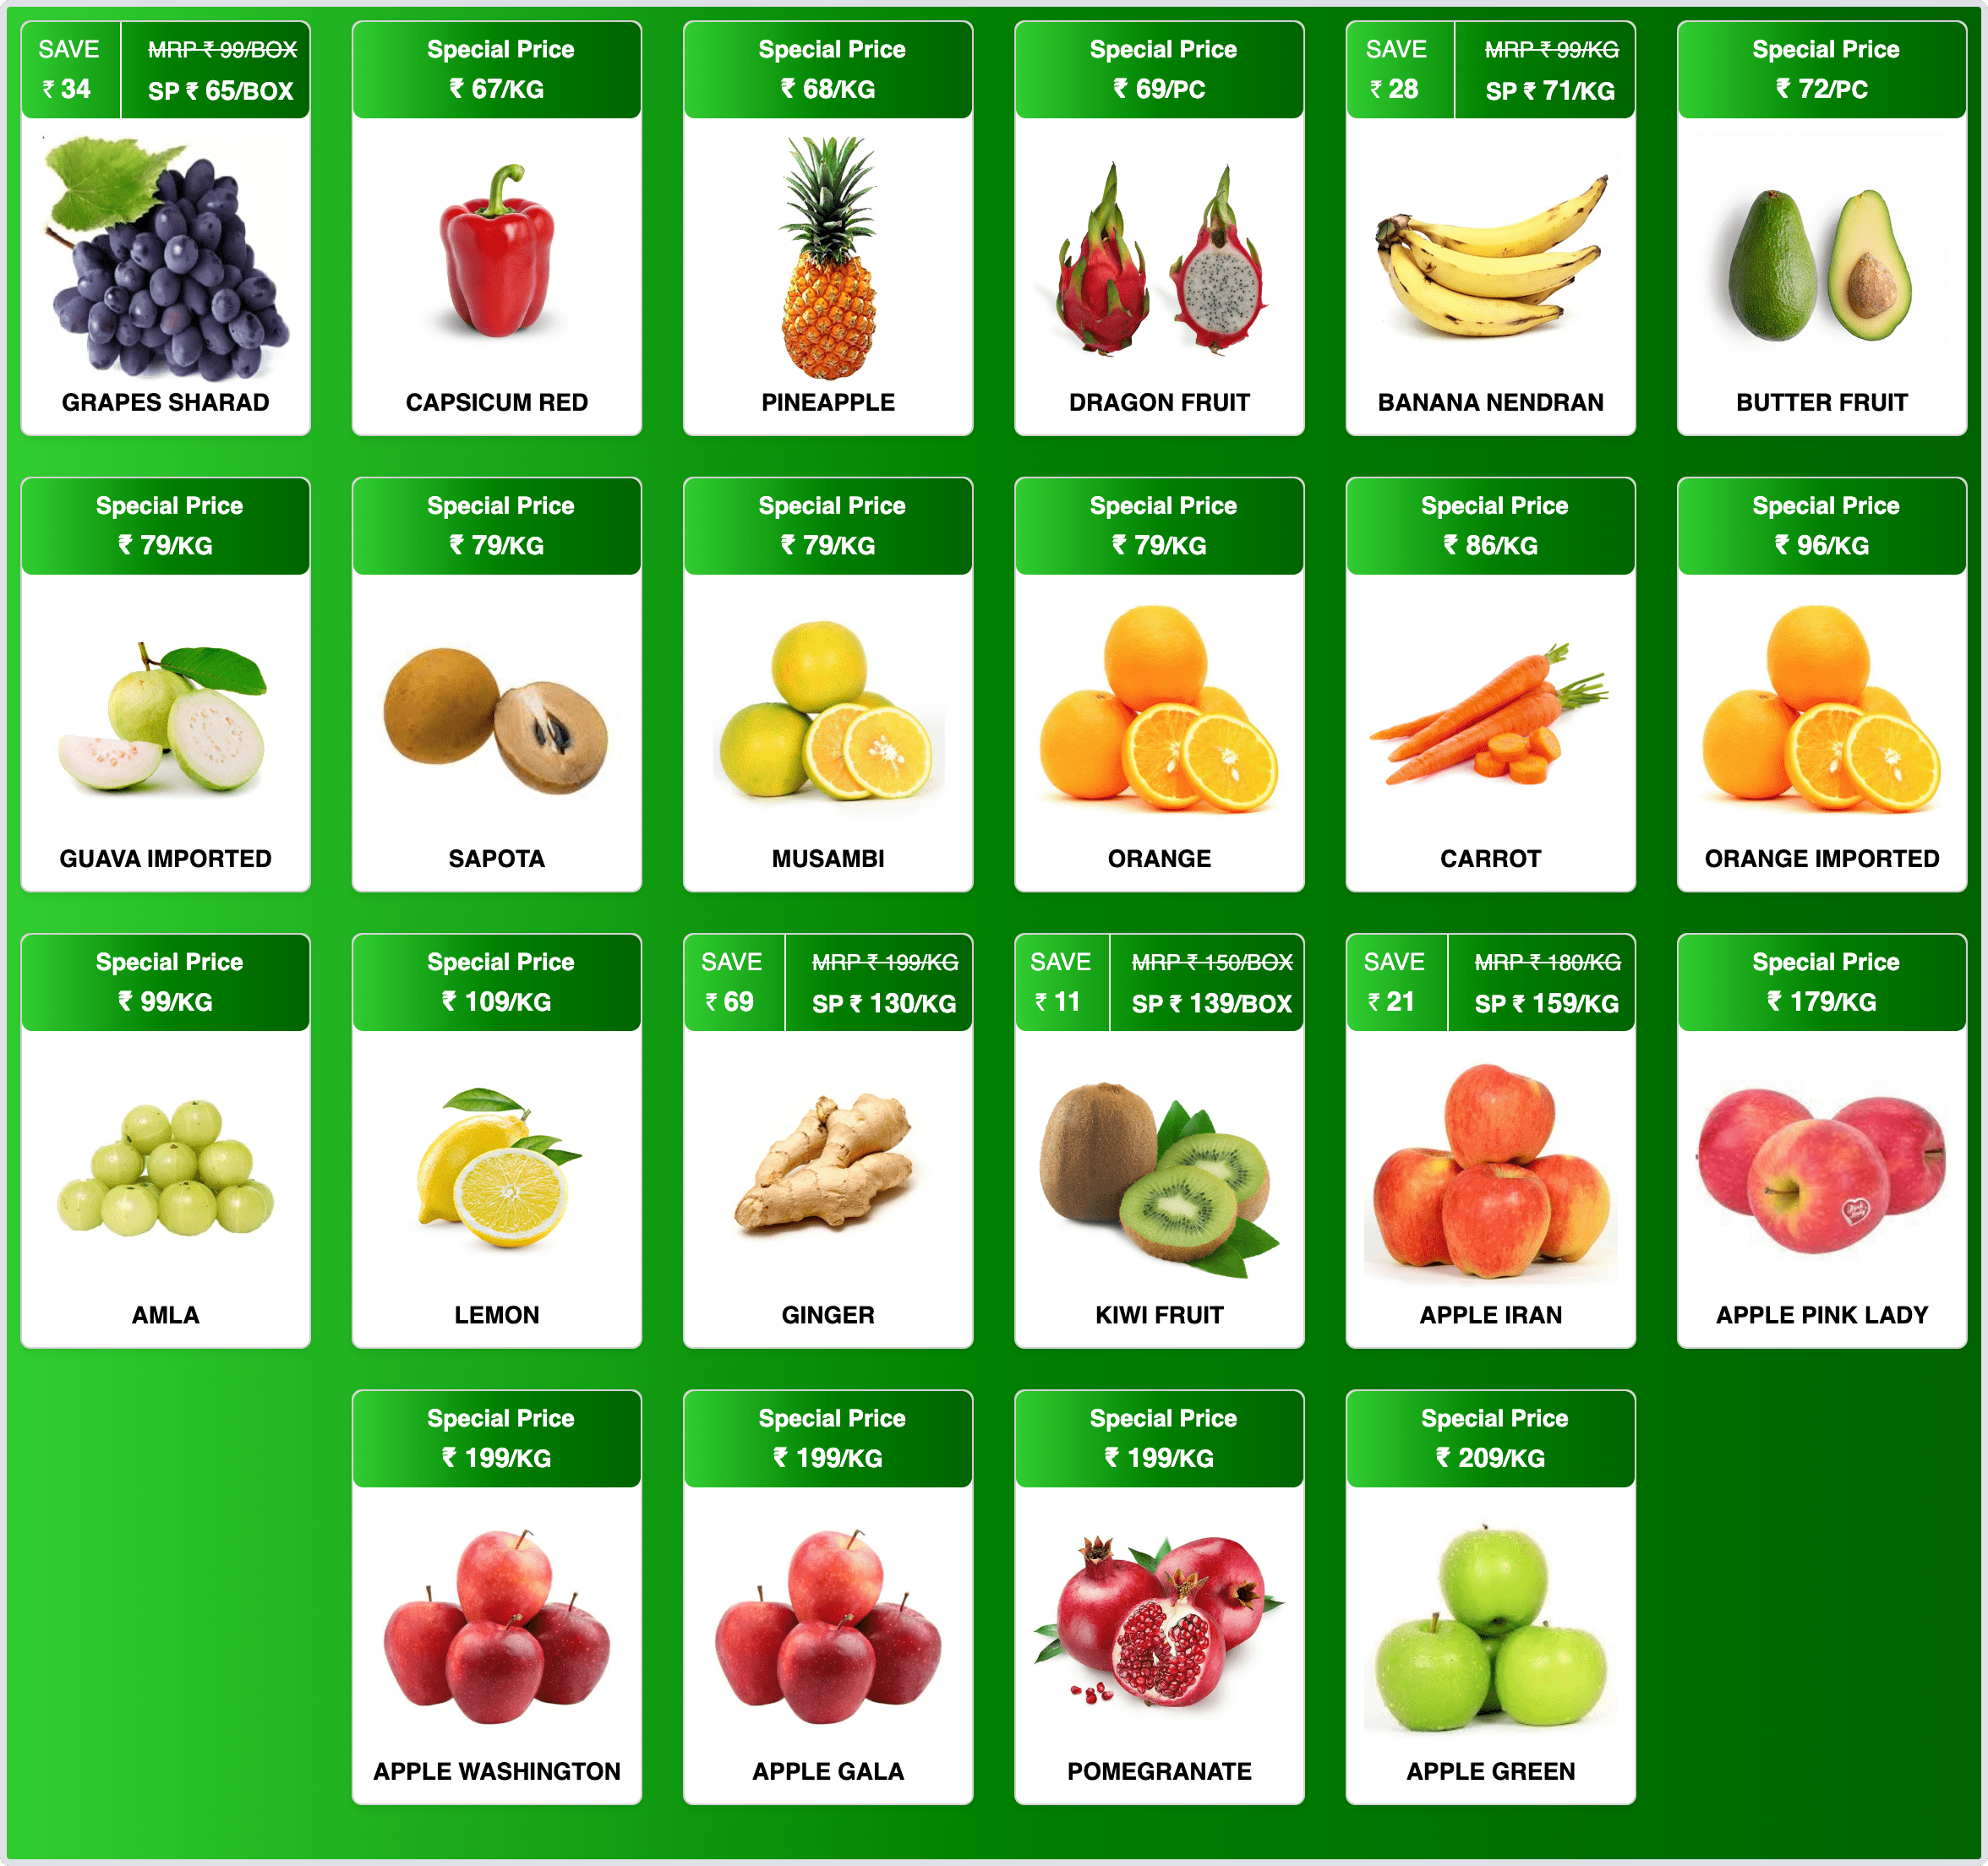 SAVE
₹ 34
MRP ₹ 99/BOX
SP ₹ 65/BOX
GRAPES SHARAD
Special Price
₹ 67/KG
CAPSICUM RED
Special Price
₹ 68/KG
PINEAPPLE
Special Price
₹ 69/PC
DRAGON FRUIT
SAVE
₹ 28
MRP ₹ 99/KG
SP ₹ 71/KG
BANANA NENDRAN
Special Price
₹ 72/PC
BUTTER FRUIT
Special Price
₹ 79/KG
GUAVA IMPORTED
Special Price
₹ 79/KG
SAPOTA
Special Price
₹ 79/KG
MUSAMBI
Special Price
₹ 79/KG
ORANGE
Special Price
₹ 86/KG
CARROT
Special Price
₹ 96/KG
ORANGE IMPORTED
Special Price
₹ 99/KG
AMLA
Special Price
₹ 109/KG
LEMON
SAVE
₹ 69
MRP ₹ 199/KG
SP ₹ 130/KG
GINGER
SAVE
₹ 11
MRP ₹ 150/BOX
SP ₹ 139/BOX
KIWI FRUIT
SAVE
₹ 21
MRP ₹ 180/KG
SP ₹ 159/KG
APPLE IRAN
Special Price
₹ 179/KG
Pink
Lady
APPLE PINK LADY
Special Price
₹ 199/KG
APPLE WASHINGTON
Special Price
₹ 199/KG
APPLE GALA
Special Price
₹ 199/KG
POMEGRANATE
Special Price
₹ 209/KG
APPLE GREEN